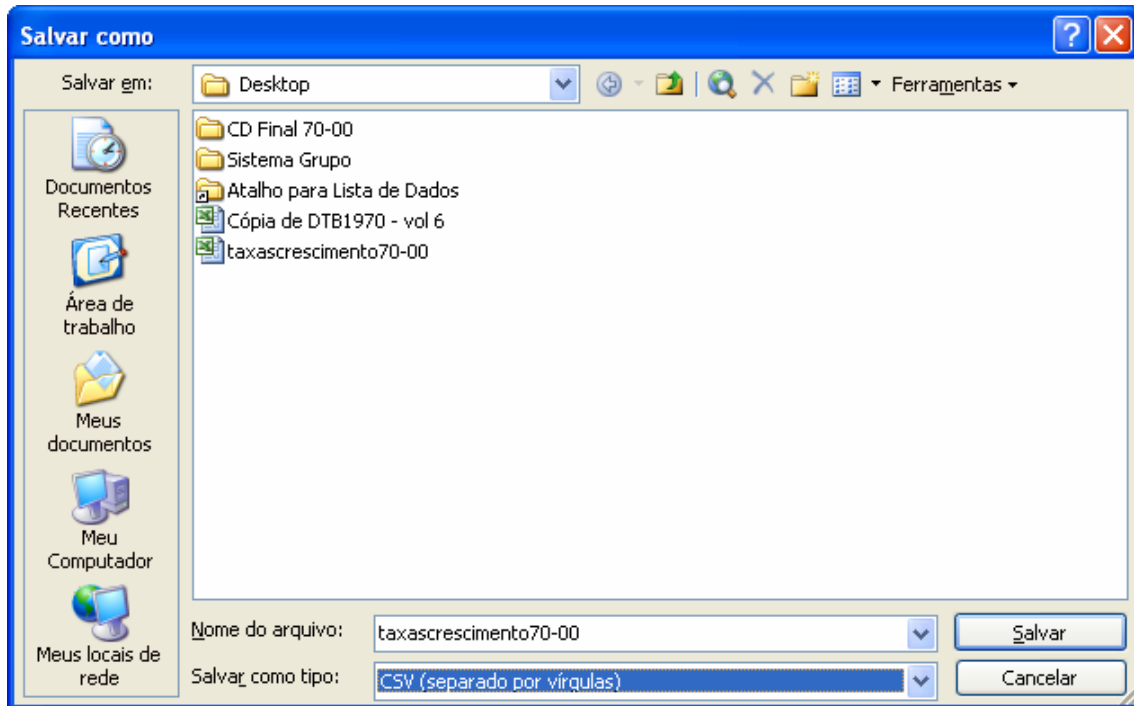 Salvar como
Salvar em:
Desktop
Ferramentas
CD Final 70-00
Sistema Grupo
Atalho para Lista de Dados
Cópia de DTB1970 - vol 6
taxascrescimento70-00
Documentos
Recentes
Área de
trabalho
Meus
documentos
Meu
Computador
Meus locais de
rede
Nome do arquivo:
taxascrescimento70-00
Salvar
Salvar como tipo:
CSV (separado por vírgulas)
Cancelar